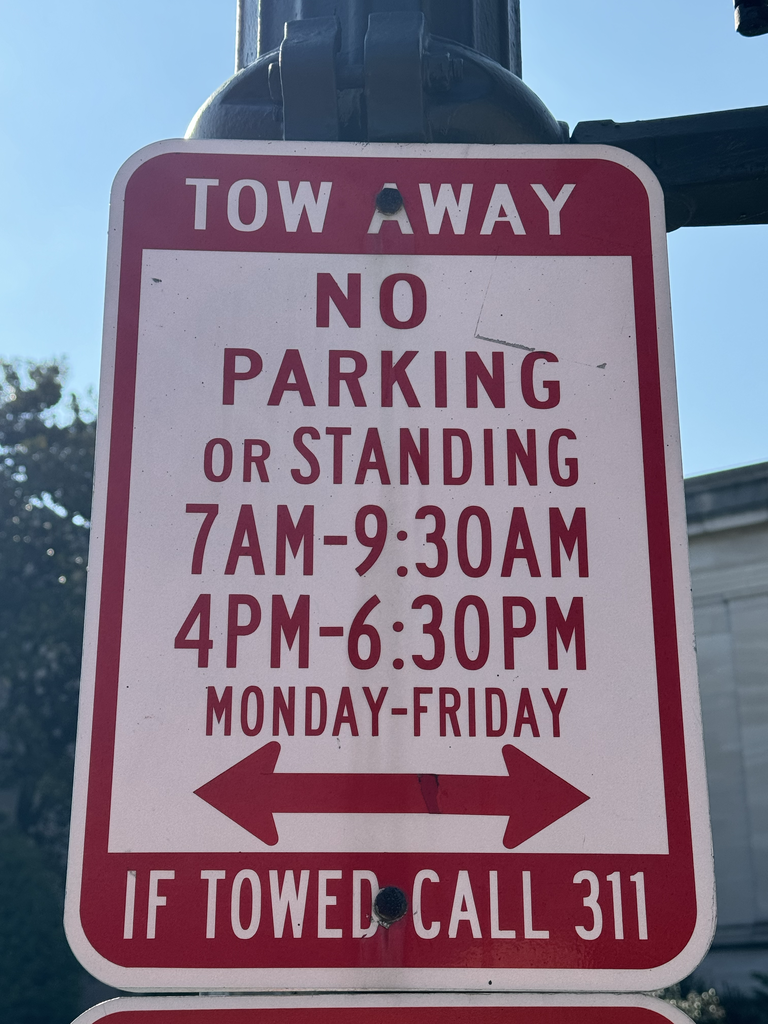 TOW AWAY
NO
PARKING
OR STANDING
7AM-9:30AM
4PM-6:30PM
MONDAY-FRIDAY
IF TOWED CALL 311